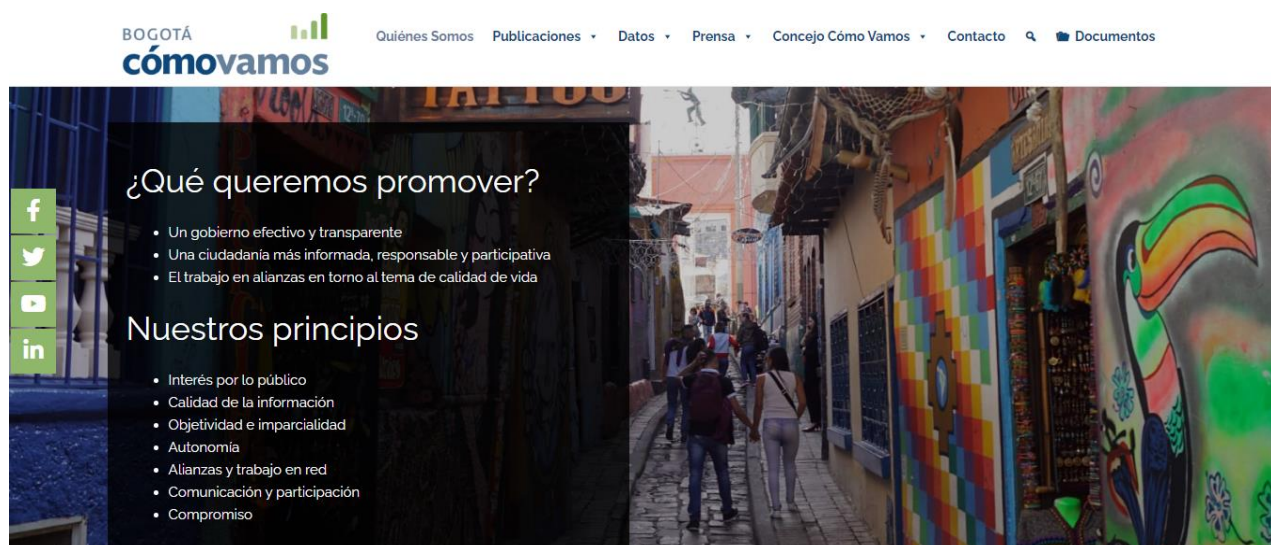 BOGOTÁ
cómovamos
Quiénes Somos Publicaciones Datos Prensa Concejo Cómo Vamos Contacto Documentos
TATTOO
¿Qué queremos promover?
Un gobierno efectivo y transparente
Una ciudadanía más informada, responsable y participativa
El trabajo en alianzas en torno al tema de calidad de vida
Nuestros principios
Interés por lo público
Calidad de la información
Objetividad e imparcialidad
Autonomía
Alianzas y trabajo en red
Comunicación y participación
Compromiso